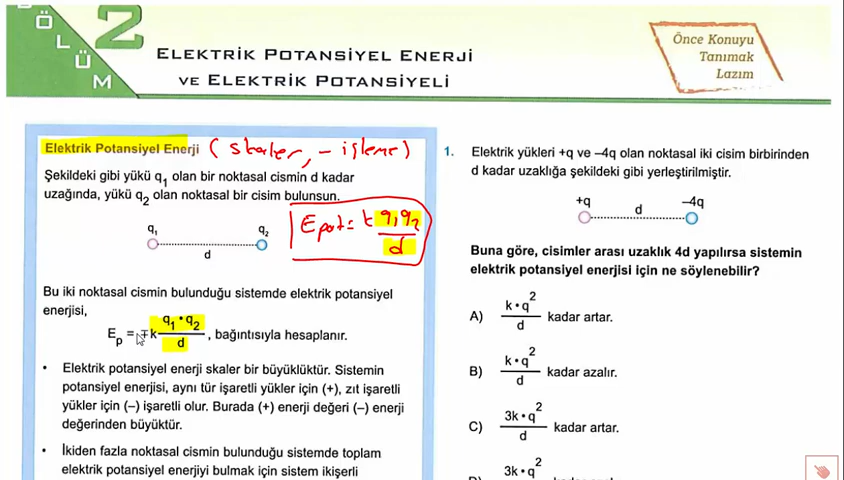 BÖLÜM
2
ELEKTRİK POTANSİYEL ENERJİ
VE ELEKTRİK POTANSİYELİ
Önce Konuyu
Tanımak
Lazım
Elektrik Potansiyel Enerji (skaler, - işleme)
Şekildeki gibi yükü q₁ olan bir noktasal cismin d kadar
uzağında, yükü q₂ olan noktasal bir cisim bulunsun.
q₁ q₂
d
Epot = k q₁q₂ / d
Bu iki noktasal cismin bulunduğu sistemde elektrik potansiyel
enerjisi,
Eₚ = ∓k q₁•q₂ / d , bağıntısıyla hesaplanır.
• Elektrik potansiyel enerji skaler bir büyüklüktür. Sistemin
potansiyel enerjisi, aynı tür işaretli yükler için (+), zıt işaretli
yükler için (–) işaretli olur. Burada (+) enerji değeri (–) enerji
değerinden büyüktür.
• İkiden fazla noktasal cismin bulunduğu sistemde toplam
elektrik potansiyel enerjiyi bulmak için sistem ikişerli
1. Elektrik yükleri +q ve –4q olan noktasal iki cisim birbirinden
d kadar uzaklığa şekildeki gibi yerleştirilmiştir.
+q d –4q
Buna göre, cisimler arası uzaklık 4d yapılırsa sistemin
elektrik potansiyel enerjisi için ne söylenebilir?
A) k•q² / d kadar artar.
B) k•q² / d kadar azalır.
C) 3k•q² / d kadar artar.
3k•q²